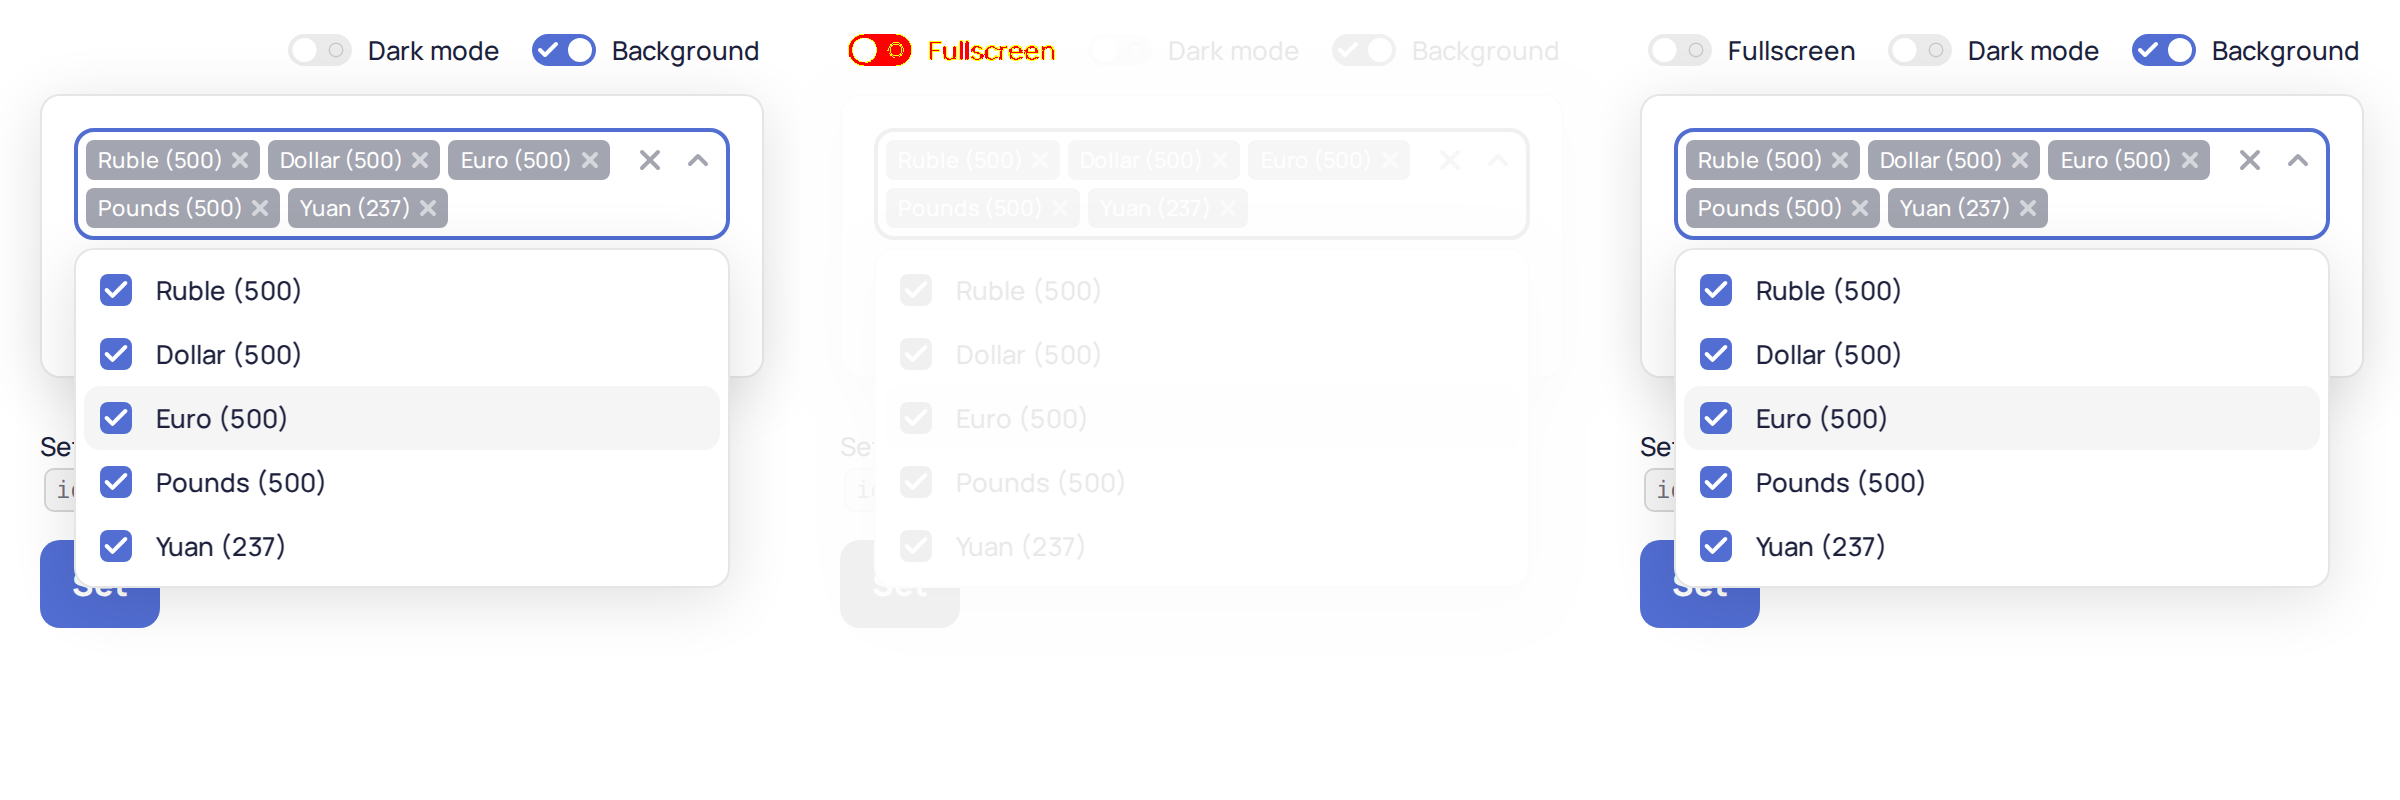 Dark mode Background
Ruble (500) Dollar (500) Euro (500)
Pounds (500) Yuan (237)
Ruble (500)
Dollar (500)
Euro (500)
Pounds (500)
Yuan (237)
Set
Fullscreen Dark mode Background
Ruble (500) Dollar (500) Euro (500)
Pounds (500) Yuan (237)
Ruble (500)
Dollar (500)
Euro (500)
Pounds (500)
Yuan (237)
Set
Fullscreen Dark mode Background
Ruble (500) Dollar (500) Euro (500)
Pounds (500) Yuan (237)
Ruble (500)
Dollar (500)
Euro (500)
Pounds (500)
Yuan (237)
Set